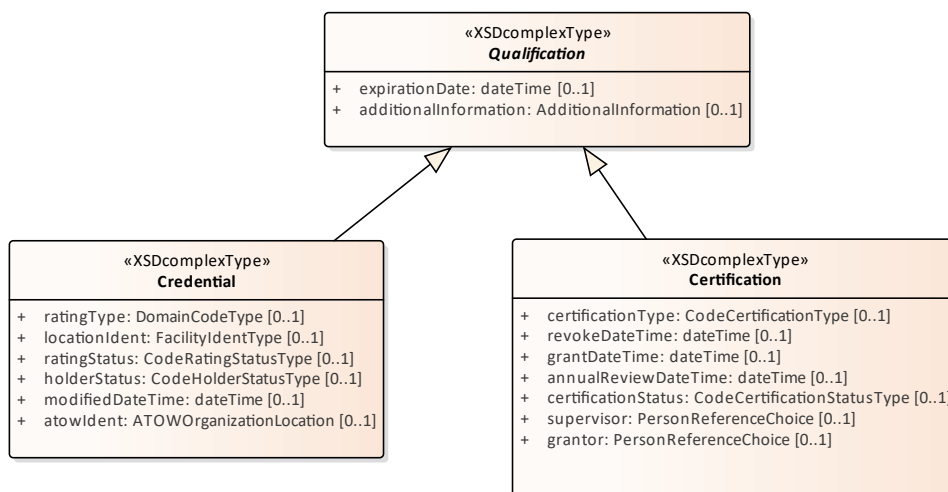 «XSDcomplexType»
Qualification
+ expirationDate: dateTime [0..1]
+ additionalInformation: AdditionalInformation [0..1]
«XSDcomplexType»
Credential
+ ratingType: DomainCodeType [0..1]
+ locationIdent: FacilityIdentType [0..1]
+ ratingStatus: CodeRatingStatusType [0..1]
+ holderStatus: CodeHolderStatusType [0..1]
+ modifiedDateTime: dateTime [0..1]
+ atowIdent: ATOWOrganizationLocation [0..1]
«XSDcomplexType»
Certification
+ certificationType: CodeCertificationType [0..1]
+ revokeDateTime: dateTime [0..1]
+ grantDateTime: dateTime [0..1]
+ annualReviewDateTime: dateTime [0..1]
+ certificationStatus: CodeCertificationStatusType [0..1]
+ supervisor: PersonReferenceChoice [0..1]
+ grantor: PersonReferenceChoice [0..1]